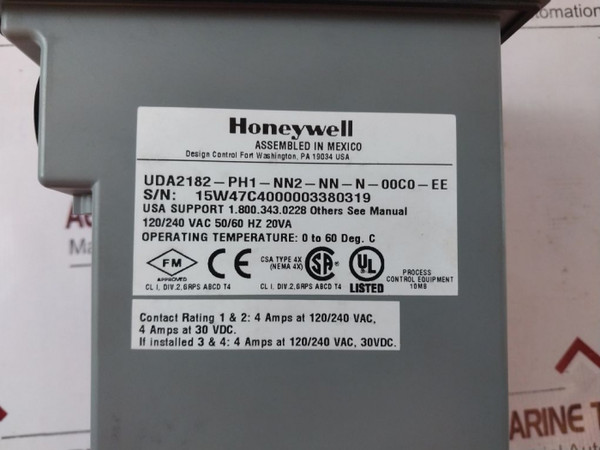 Honeywell
ASSEMBLED IN MEXICO
Design Control Fort Washington, PA 19034 USA
UDA2182-PH1-NN2-NN-N-00C0-EE
S/N: 15W47C4000003380319
USA SUPPORT 1.800.343.0228 Others See Manual
120/240 VAC 50/60 HZ 20VA
OPERATING TEMPERATURE: 0 to 60 Deg. C
FM
APPROVED
CL I, DIV.2,GRPS ABCD T4
CE
CSA TYPE 4X
(NEMA 4X)
SA
CL I, DIV.2,GRPS ABCD T4
UL
LISTED
PROCESS
CONTROL EQUIPMENT
10MB
Contact Rating 1 & 2: 4 Amps at 120/240 VAC,
4 Amps at 30 VDC.
If installed 3 & 4: 4 Amps at 120/240 VAC, 30VDC.
ARINE T